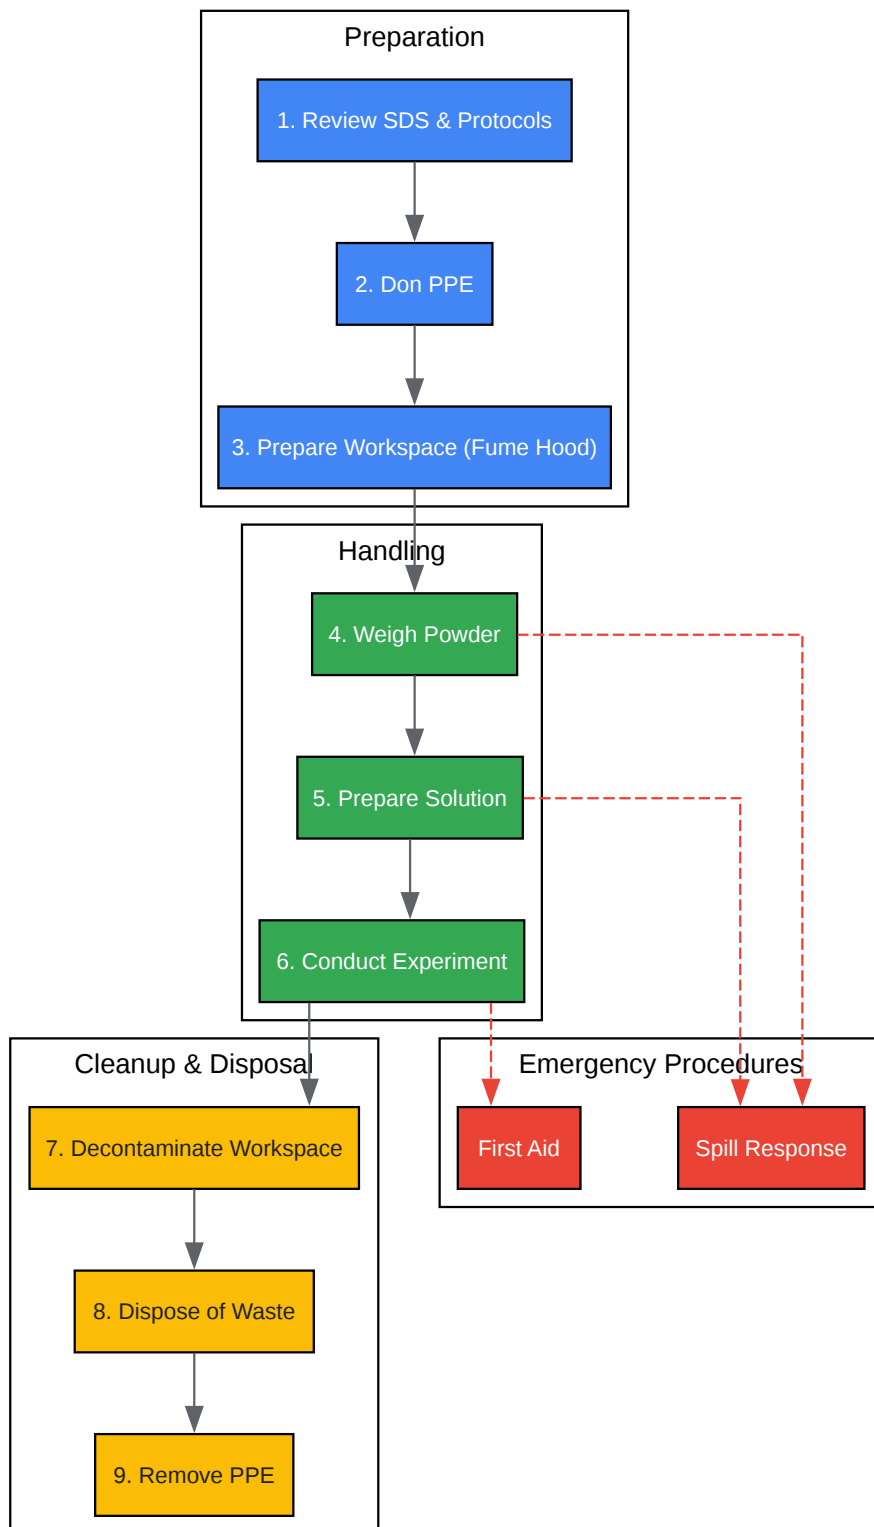 Preparation
1. Review SDS & Protocols
2. Don PPE
3. Prepare Workspace (Fume Hood)
Handling
4. Weigh Powder
5. Prepare Solution
6. Conduct Experiment
Cleanup & Disposal
7. Decontaminate Workspace
8. Dispose of Waste
9. Remove PPE
Emergency Procedures
First Aid
Spill Response